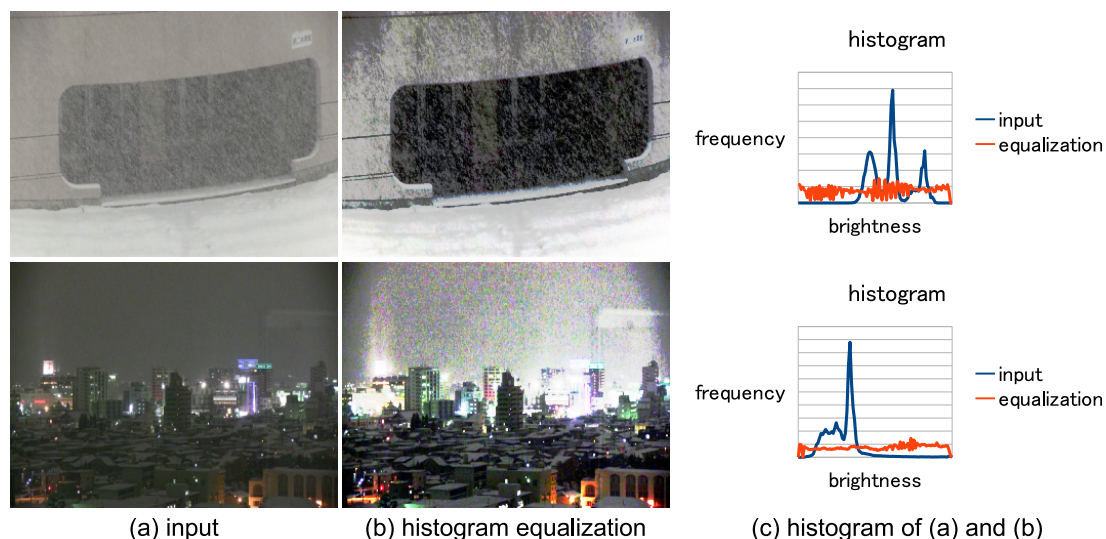 histogram
frequency
input
equalization
brightness
histogram
frequency
input
equalization
brightness
(a) input
(b) histogram equalization
(c) histogram of (a) and (b)